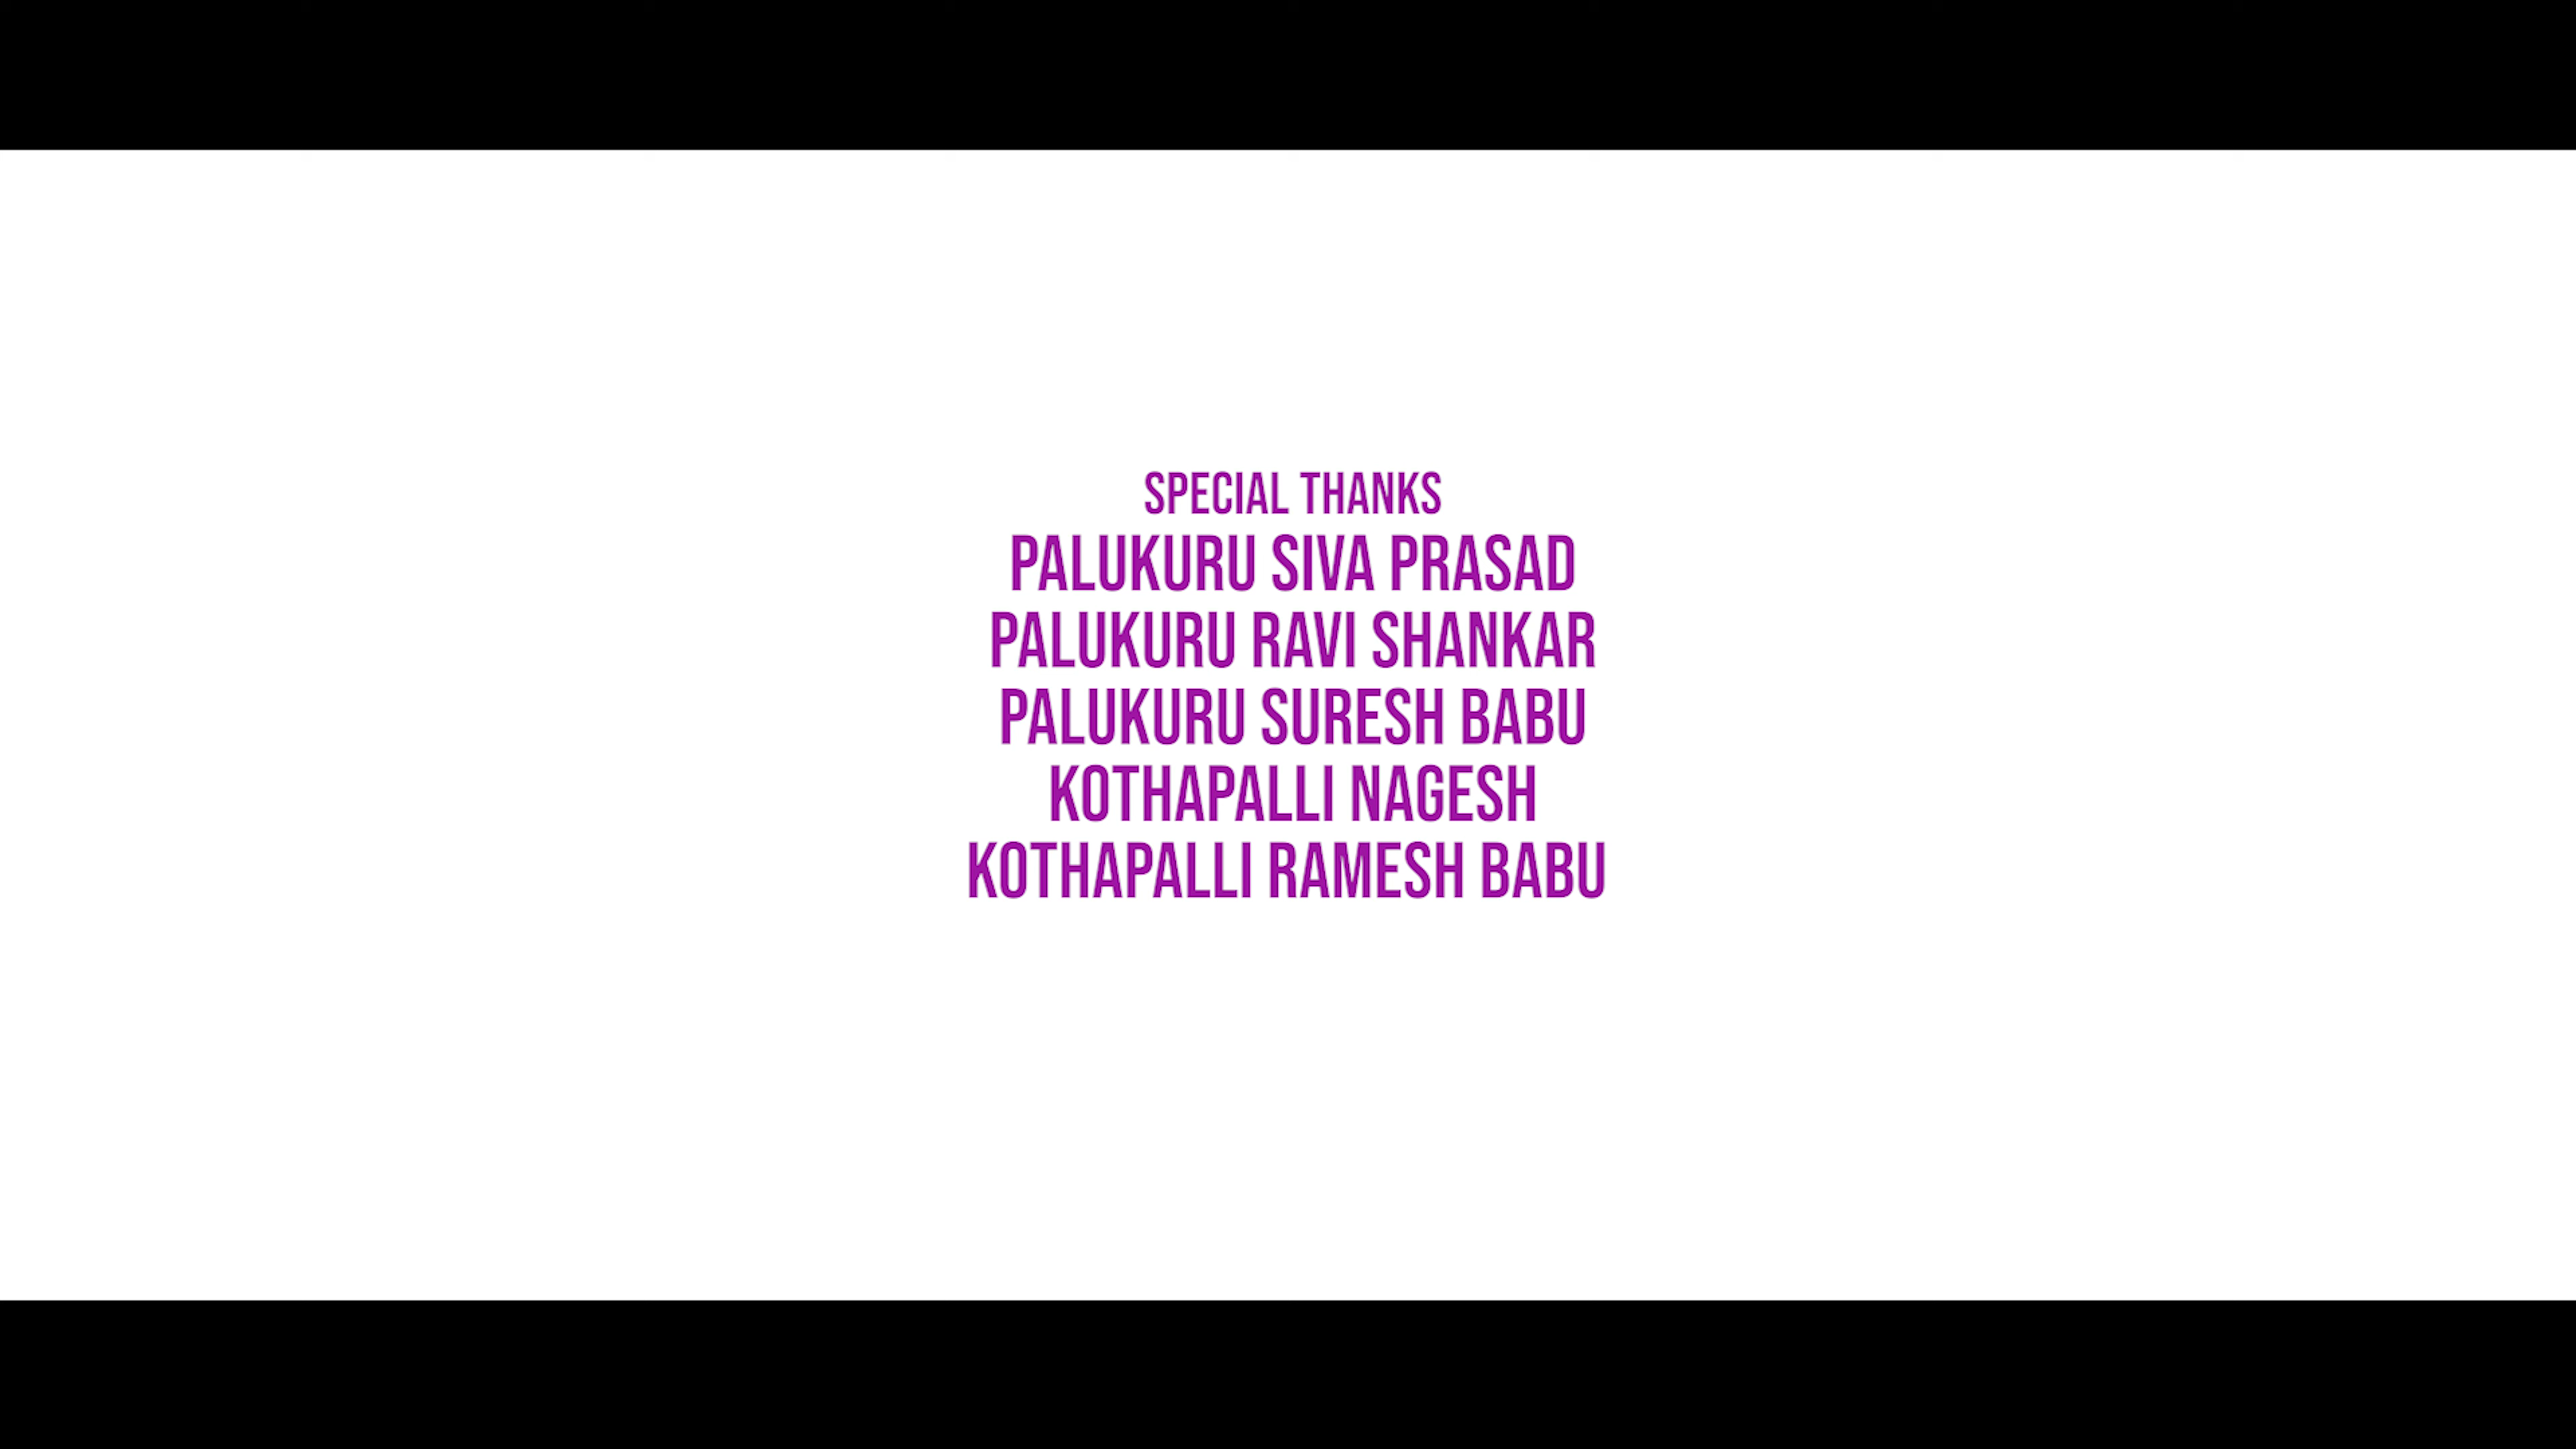 SPECIAL THANKS
PALUKURU SIVA PRASAD
PALUKURU RAVI SHANKAR
PALUKURU SURESH BABU
KOTHAPALLI NAGESH
KOTHAPALLI RAMESH BABU